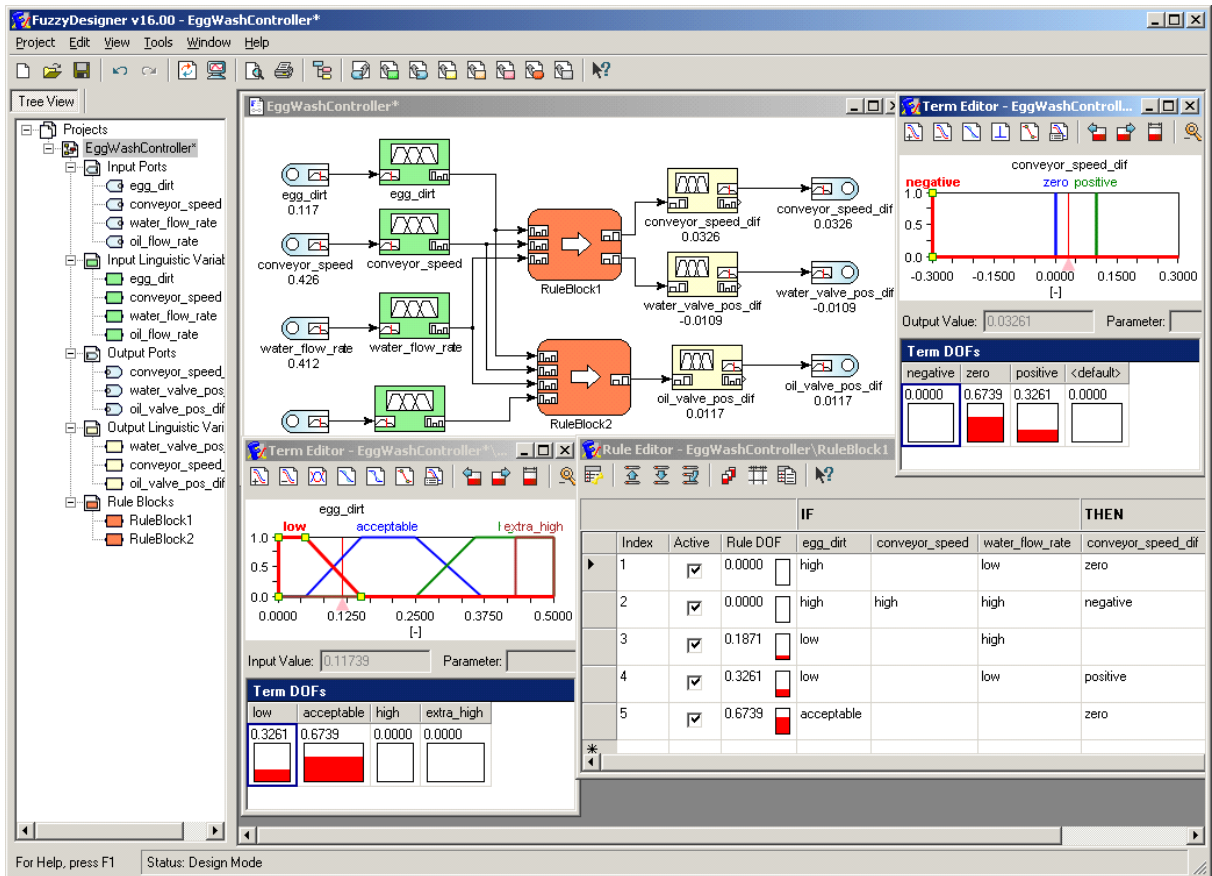 FuzzyDesigner v16.00 - EggWashController*
Project Edit View Tools Window Help
Tree View
Projects
EggWashController*
Input Ports
egg_dirt
conveyor_speed
water_flow_rate
oil_flow_rate
Input Linguistic Variat
egg_dirt
conveyor_speed
water_flow_rate
oil_flow_rate
Output Ports
conveyor_speed_
water_valve_pos_
oil_valve_pos_dif
Output Linguistic Vari
water_valve_pos_
conveyor_speed_
oil_valve_pos_dif
Rule Blocks
RuleBlock1
RuleBlock2
EggWashController*
egg_dirt
0.117
egg_dirt
conveyor_speed
0.426
conveyor_speed
water_flow_rate
0.412
water_flow_rate
RuleBlock1
RuleBlock2
conveyor_speed_dif
0.0326
conveyor_speed_dif
0.0326
water_valve_pos_dif
-0.0109
water_valve_pos_dif
-0.0109
oil_valve_pos_dif
0.0117
oil_valve_pos_dif
0.0117
Term Editor - EggWashControll...
conveyor_speed_dif
negative zero positive
1.0
0.5
0.0
-0.3000 -0.1500 0.0000 0.1500 0.3000
[-]
Output Value: 0.03261 Parameter:
Term DOFs
negative zero positive <default>
0.0000 0.6739 0.3261 0.0000
Term Editor - EggWashController*\...
egg_dirt
low acceptable extra_high
1.0
0.5
0.0
0.0000 0.1250 0.2500 0.3750 0.5000
[-]
Input Value: 0.11739 Parameter:
Term DOFs
low acceptable high extra_high
0.3261 0.6739 0.0000 0.0000
Rule Editor - EggWashController\RuleBlock1
IF THEN
Index Active Rule DOF egg_dirt conveyor_speed water_flow_rate conveyor_speed_dif
1 0.0000 high low zero
2 0.0000 high high high negative
3 0.1871 low high
4 0.3261 low low positive
5 0.6739 acceptable zero
For Help, press F1 Status: Design Mode